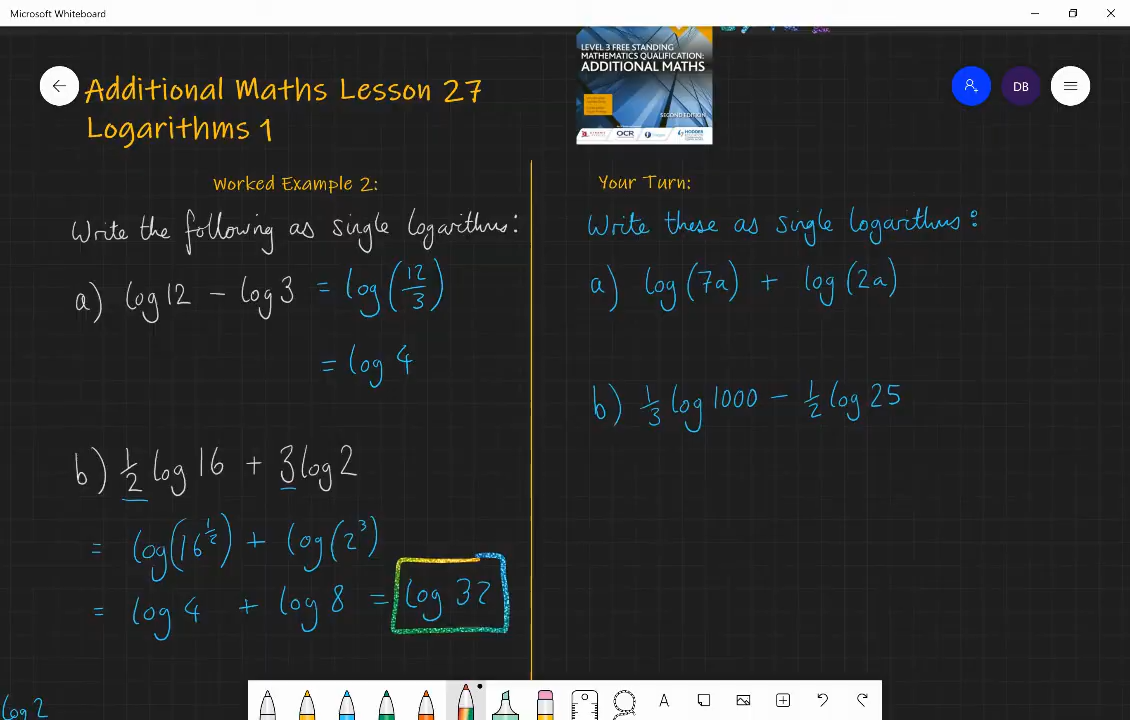 Microsoft Whiteboard
Additional Maths Lesson 27
Logarithms 1
LEVEL 3 FREE STANDING
MATHEMATICS QUALIFICATION:
ADDITIONAL MATHS
SECOND EDITION
OCR
DB
Worked Example 2:
Write the following as single logarithms:
a) log 12 − log 3 = log(12/3)
= log 4
b) 1/2 log 16 + 3 log 2
= log(16^1/2) + log(2^3)
= log 4 + log 8 = log 32
log 2
Your Turn:
Write these as single logarithms:
a) log(7a) + log(2a)
b) 1/3 log 1000 − 1/2 log 25
A